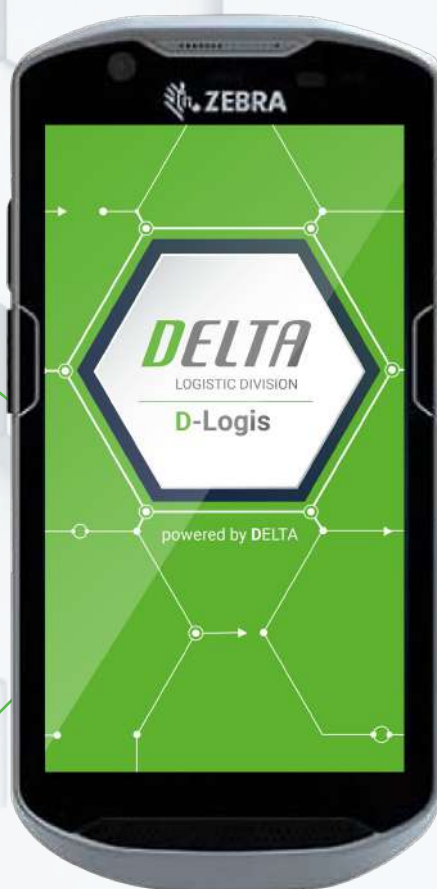 ZEBRA
DELTA
LOGISTIC DIVISION
D-Logis
powered by DELTA